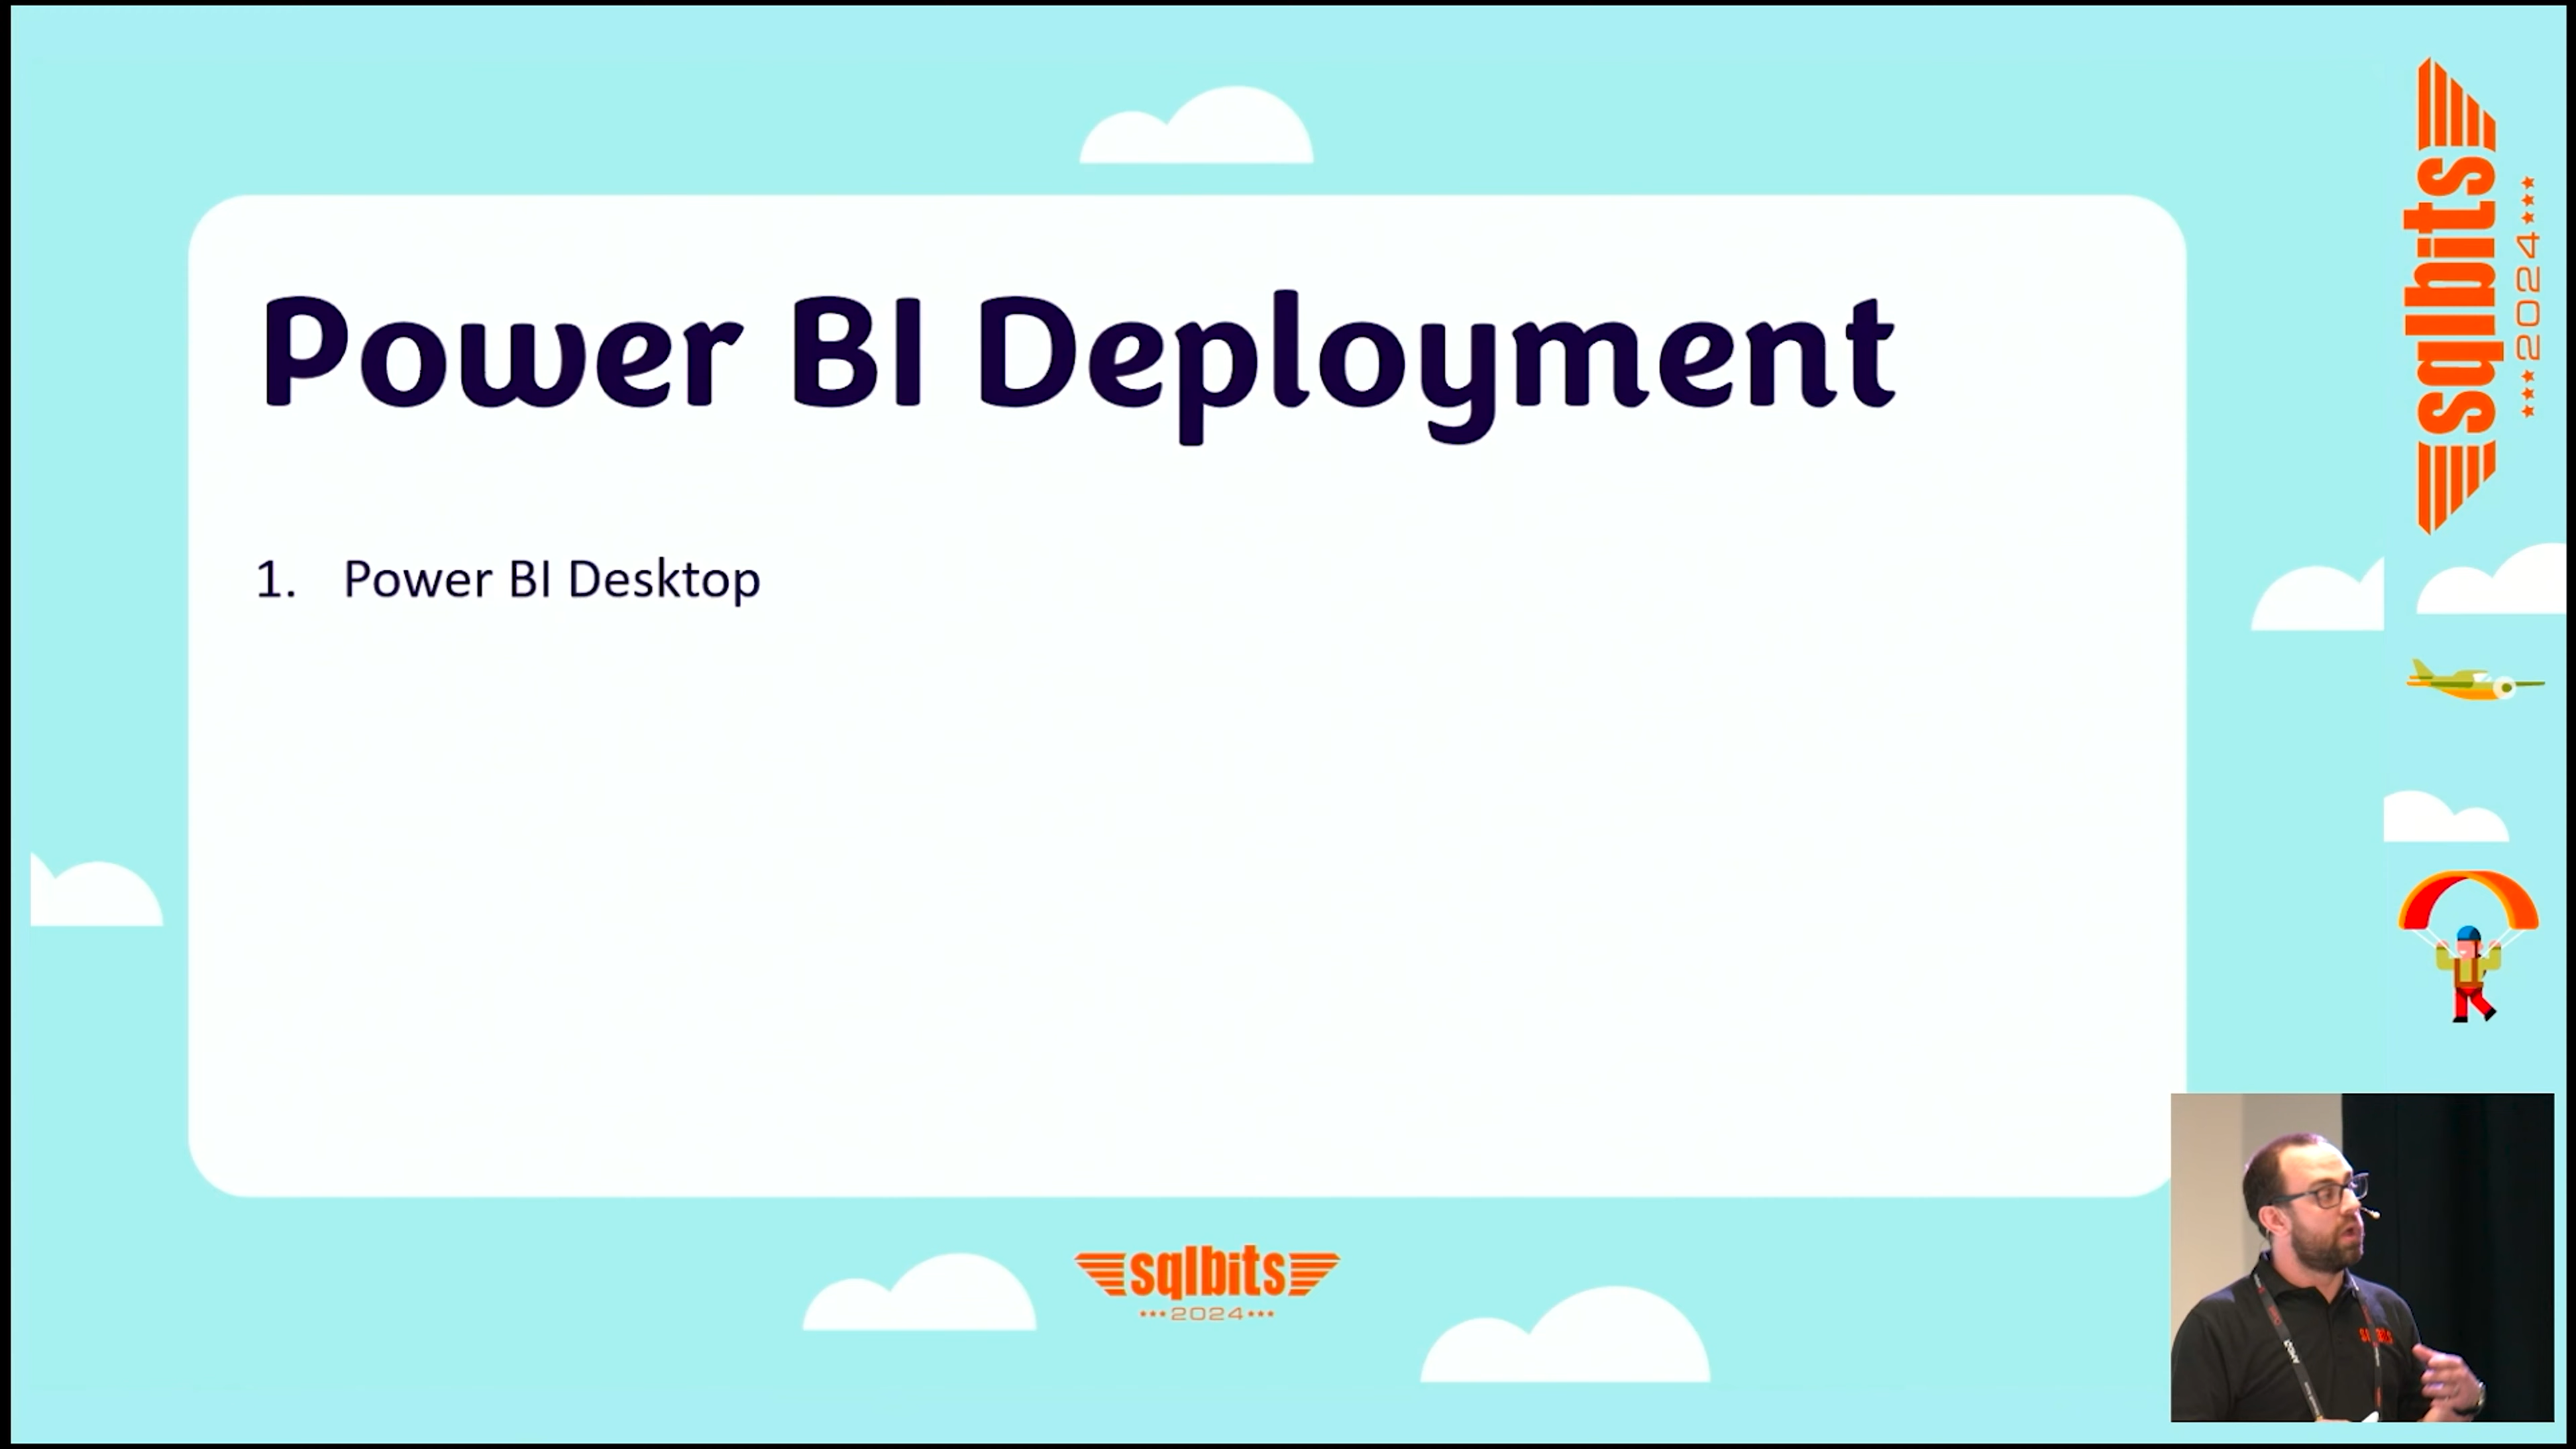 Power BI Deployment
1. Power BI Desktop
sqlbits
2024
sqlbits
2024